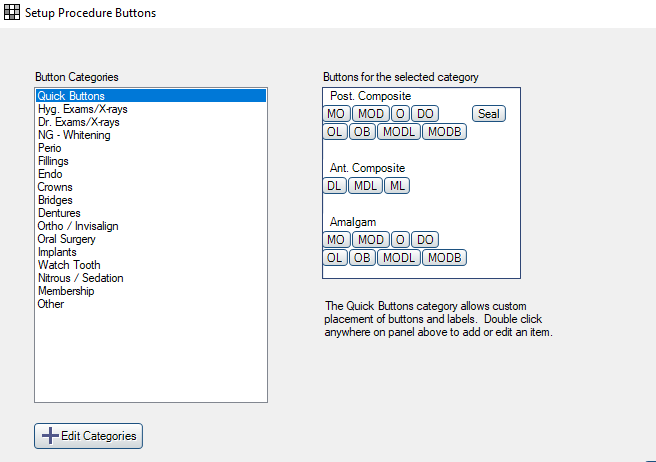 Setup Procedure Buttons
Button Categories
Quick Buttons
Hyg. Exams/X-rays
Dr. Exams/X-rays
NG - Whitening
Perio
Fillings
Endo
Crowns
Bridges
Dentures
Ortho / Invisalign
Oral Surgery
Implants
Watch Tooth
Nitrous / Sedation
Membership
Other
Edit Categories
Buttons for the selected category
Post. Composite
MO MOD O DO Seal
OL OB MODL MODB
Ant. Composite
DL MDL ML
Amalgam
MO MOD O DO
OL OB MODL MODB
The Quick Buttons category allows custom
placement of buttons and labels.  Double click
anywhere on panel above to add or edit an item.